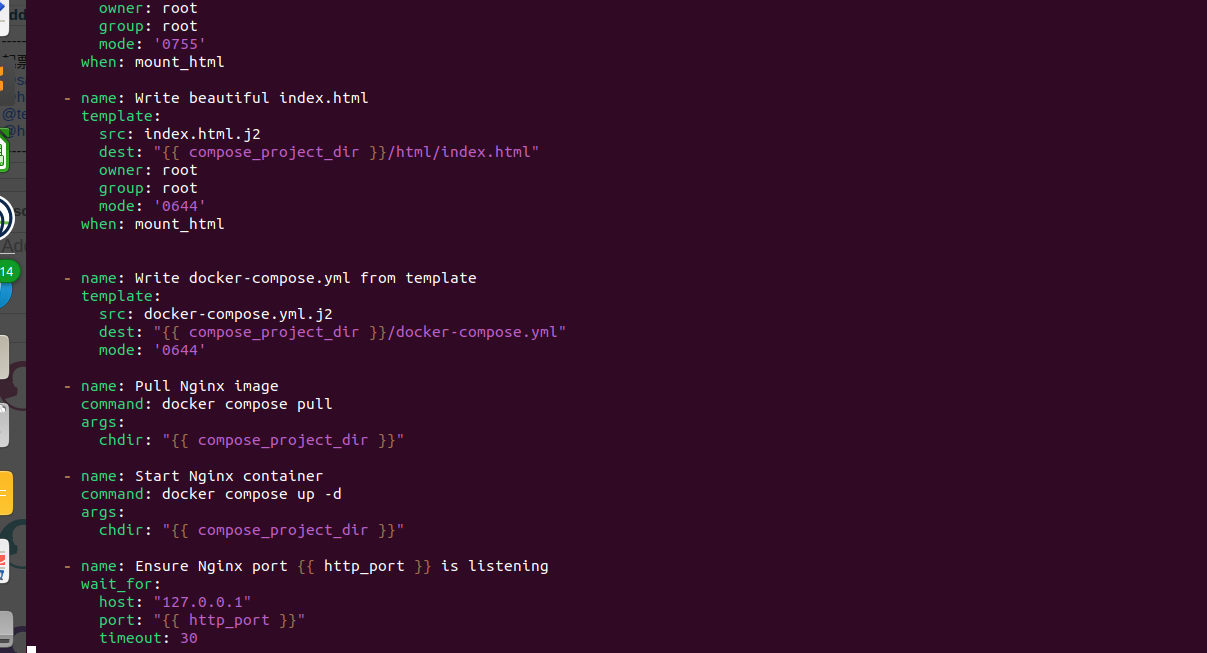 owner: root
group: root
mode: '0755'
when: mount_html
- name: Write beautiful index.html
template:
src: index.html.j2
dest: "{{ compose_project_dir }}/html/index.html"
owner: root
group: root
mode: '0644'
when: mount_html
- name: Write docker-compose.yml from template
template:
src: docker-compose.yml.j2
dest: "{{ compose_project_dir }}/docker-compose.yml"
mode: '0644'
- name: Pull Nginx image
command: docker compose pull
args:
chdir: "{{ compose_project_dir }}"
- name: Start Nginx container
command: docker compose up -d
args:
chdir: "{{ compose_project_dir }}"
- name: Ensure Nginx port {{ http_port }} is listening
wait_for:
host: "127.0.0.1"
port: "{{ http_port }}"
timeout: 30
14